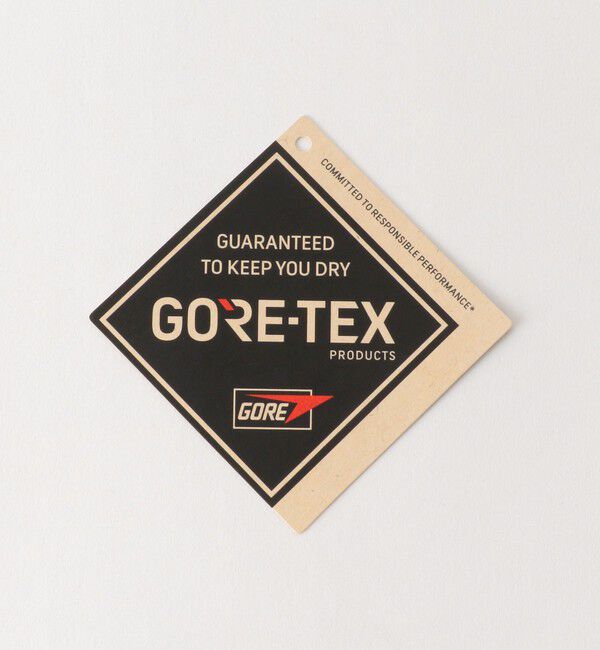 COMMITTED TO RESPONSIBLE PERFORMANCE*
GUARANTEED
TO KEEP YOU DRY
GORE-TEX
PRODUCTS
GORE